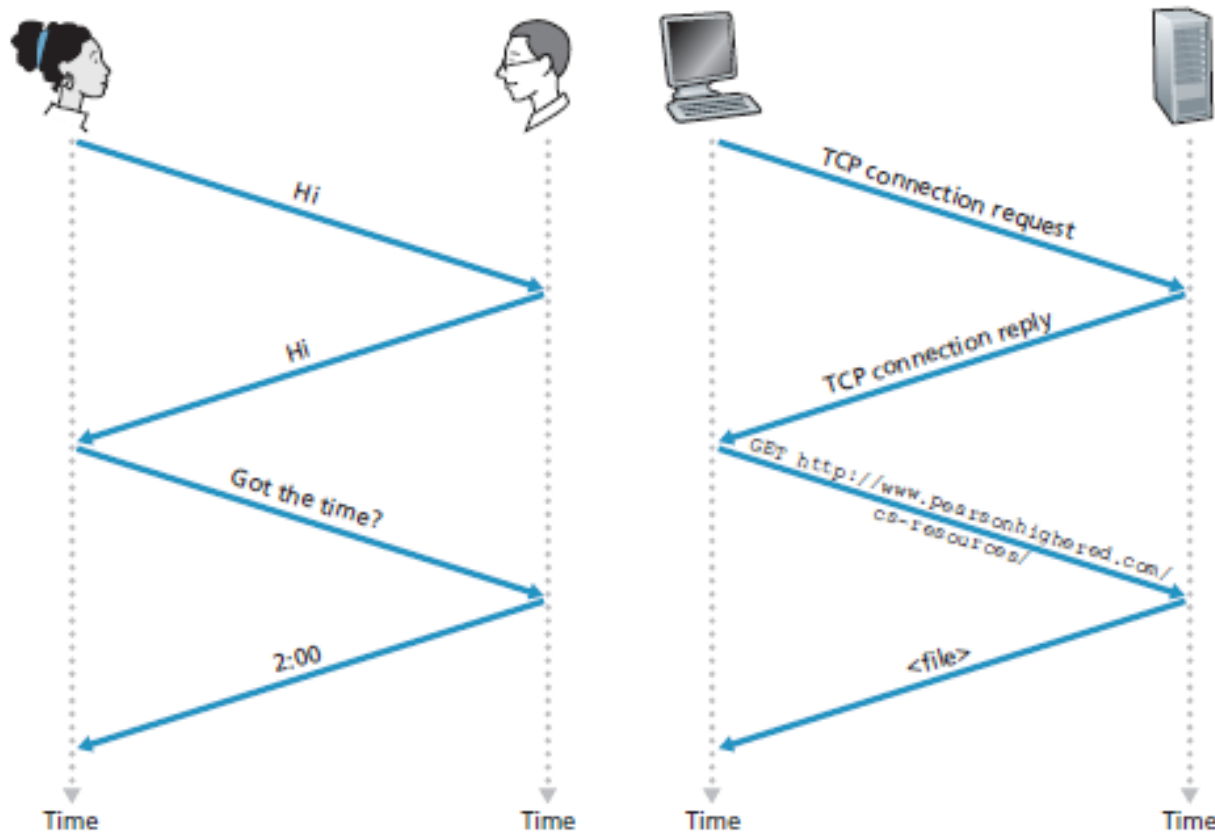 Hi
Hi
Got the time?
2:00
Time
Time
TCP connection request
TCP connection reply
GET http://www.pearsonhighered.com/
cs-resources/
<file>
Time
Time